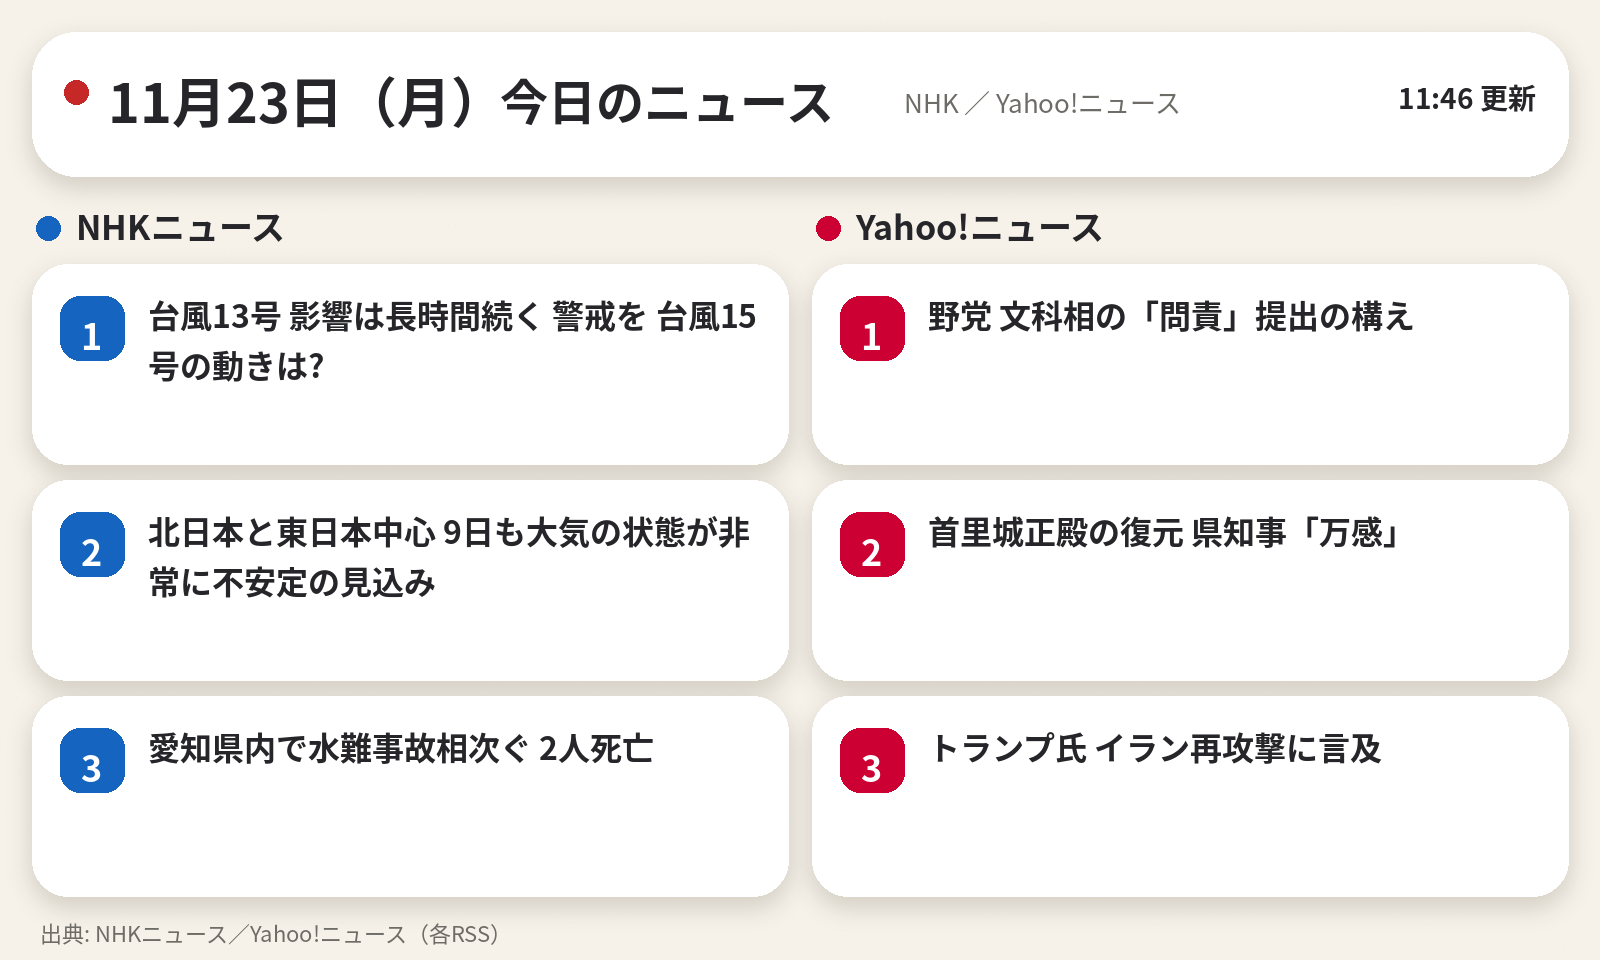 11月23日（月）今日のニュース
NHK ／ Yahoo!ニュース
11:46 更新
NHKニュース
1
台風13号 影響は長時間続く 警戒を 台風15
号の動きは?
2
北日本と東日本中心 9日も大気の状態が非
常に不安定の見込み
3
愛知県内で水難事故相次ぐ 2人死亡
Yahoo!ニュース
1
野党 文科相の「問責」提出の構え
2
首里城正殿の復元 県知事「万感」
3
トランプ氏 イラン再攻撃に言及
出典: NHKニュース／Yahoo!ニュース（各RSS）